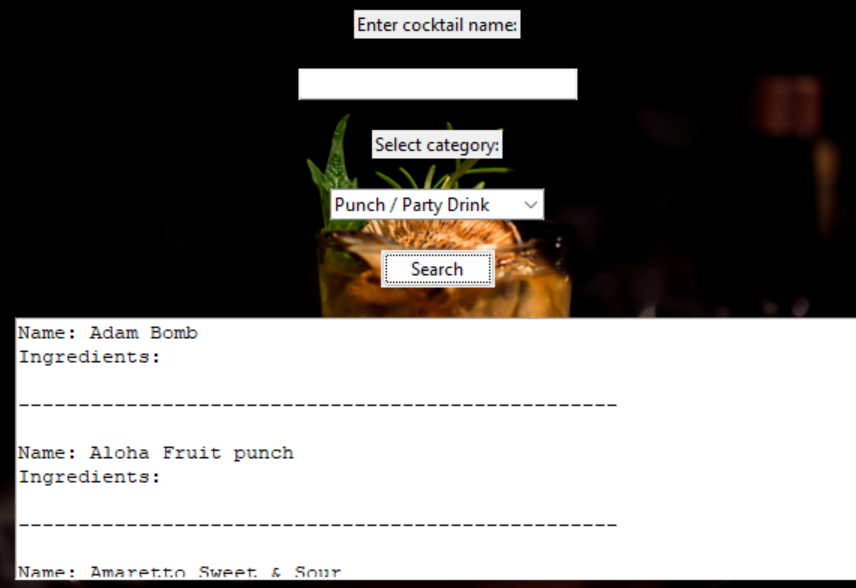 Enter cocktail name:
Select category:
Punch / Party Drink
Search
Name: Adam Bomb
Ingredients:
--------------------------------------------------
Name: Aloha Fruit punch
Ingredients:
--------------------------------------------------
Name: Amaretto Sweet & Sour